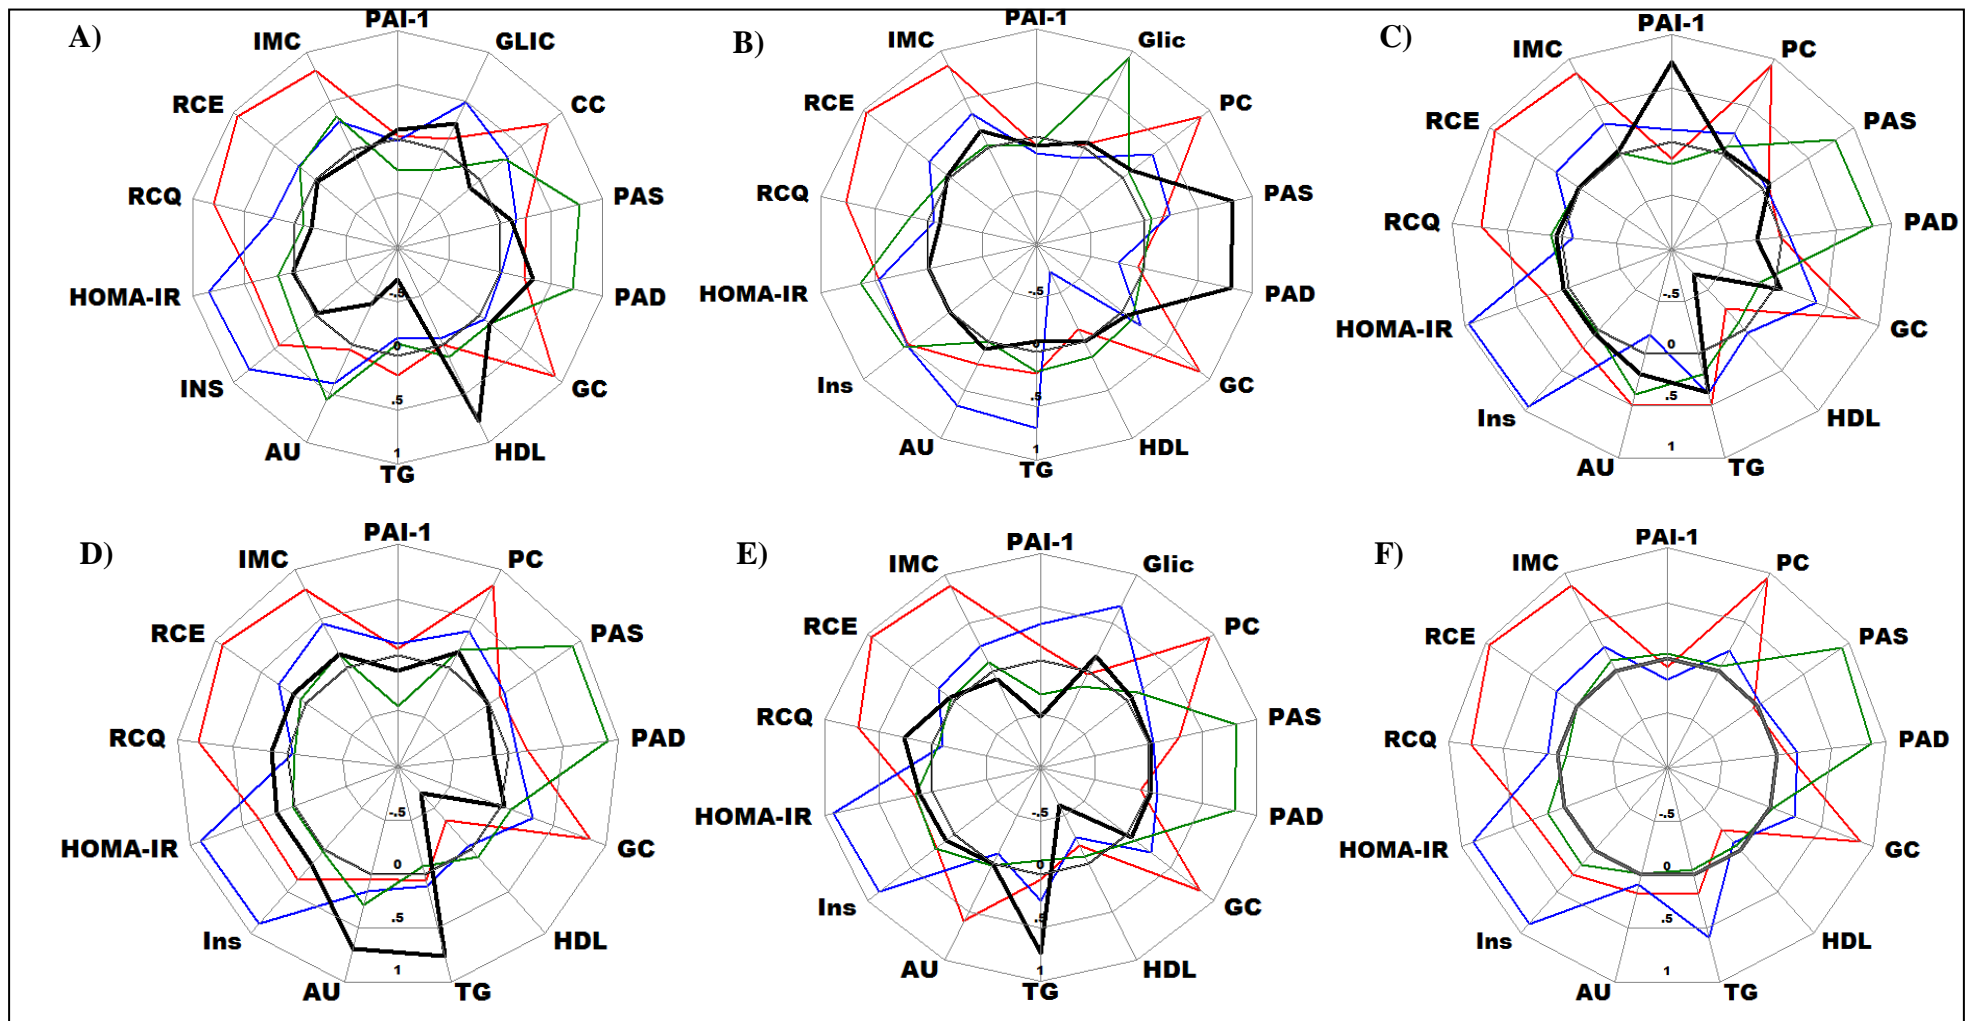 A)
PAI-1
GLIC
CC
PAS
PAD
GC
HDL
TG
AU
INS
HOMA-IR
RCQ
RCE
IMC
-.5
0
.5
1
B)
PAI-1
Glic
PC
PAS
PAD
GC
HDL
TG
AU
Ins
HOMA-IR
RCQ
RCE
IMC
-.5
0
.5
1
C)
PAI-1
PC
PAS
PAD
GC
HDL
TG
AU
Ins
HOMA-IR
RCQ
RCE
IMC
-.5
0
.5
1
D)
PAI-1
PC
PAS
PAD
GC
HDL
TG
AU
Ins
HOMA-IR
RCQ
RCE
IMC
-.5
0
.5
1
E)
PAI-1
Glic
PC
PAS
PAD
GC
HDL
TG
AU
Ins
HOMA-IR
RCQ
RCE
IMC
-.5
0
.5
1
F)
PAI-1
PC
PAS
PAD
GC
HDL
TG
AU
Ins
HOMA-IR
RCQ
RCE
IMC
-.5
0
.5
1